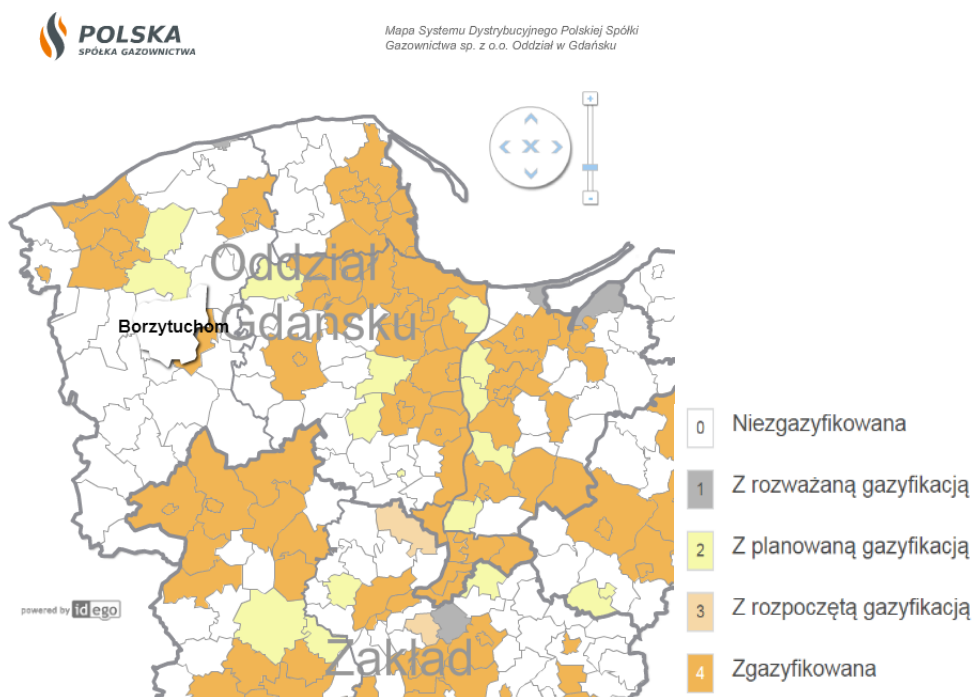 POLSKA
SPÓŁKA GAZOWNICTWA
Mapa Systemu Dystrybucyjnego Polskiej Spółki
Gazownictwa sp. z o.o. Oddział w Gdańsku
+
X
-
Oddział
Borzytuchom
Gdańsku
0 Niezgazyfikowana
1 Z rozważaną gazyfikacją
2 Z planowaną gazyfikacją
3 Z rozpoczętą gazyfikacją
powered by idego
Zakład
4 Zgazyfikowana